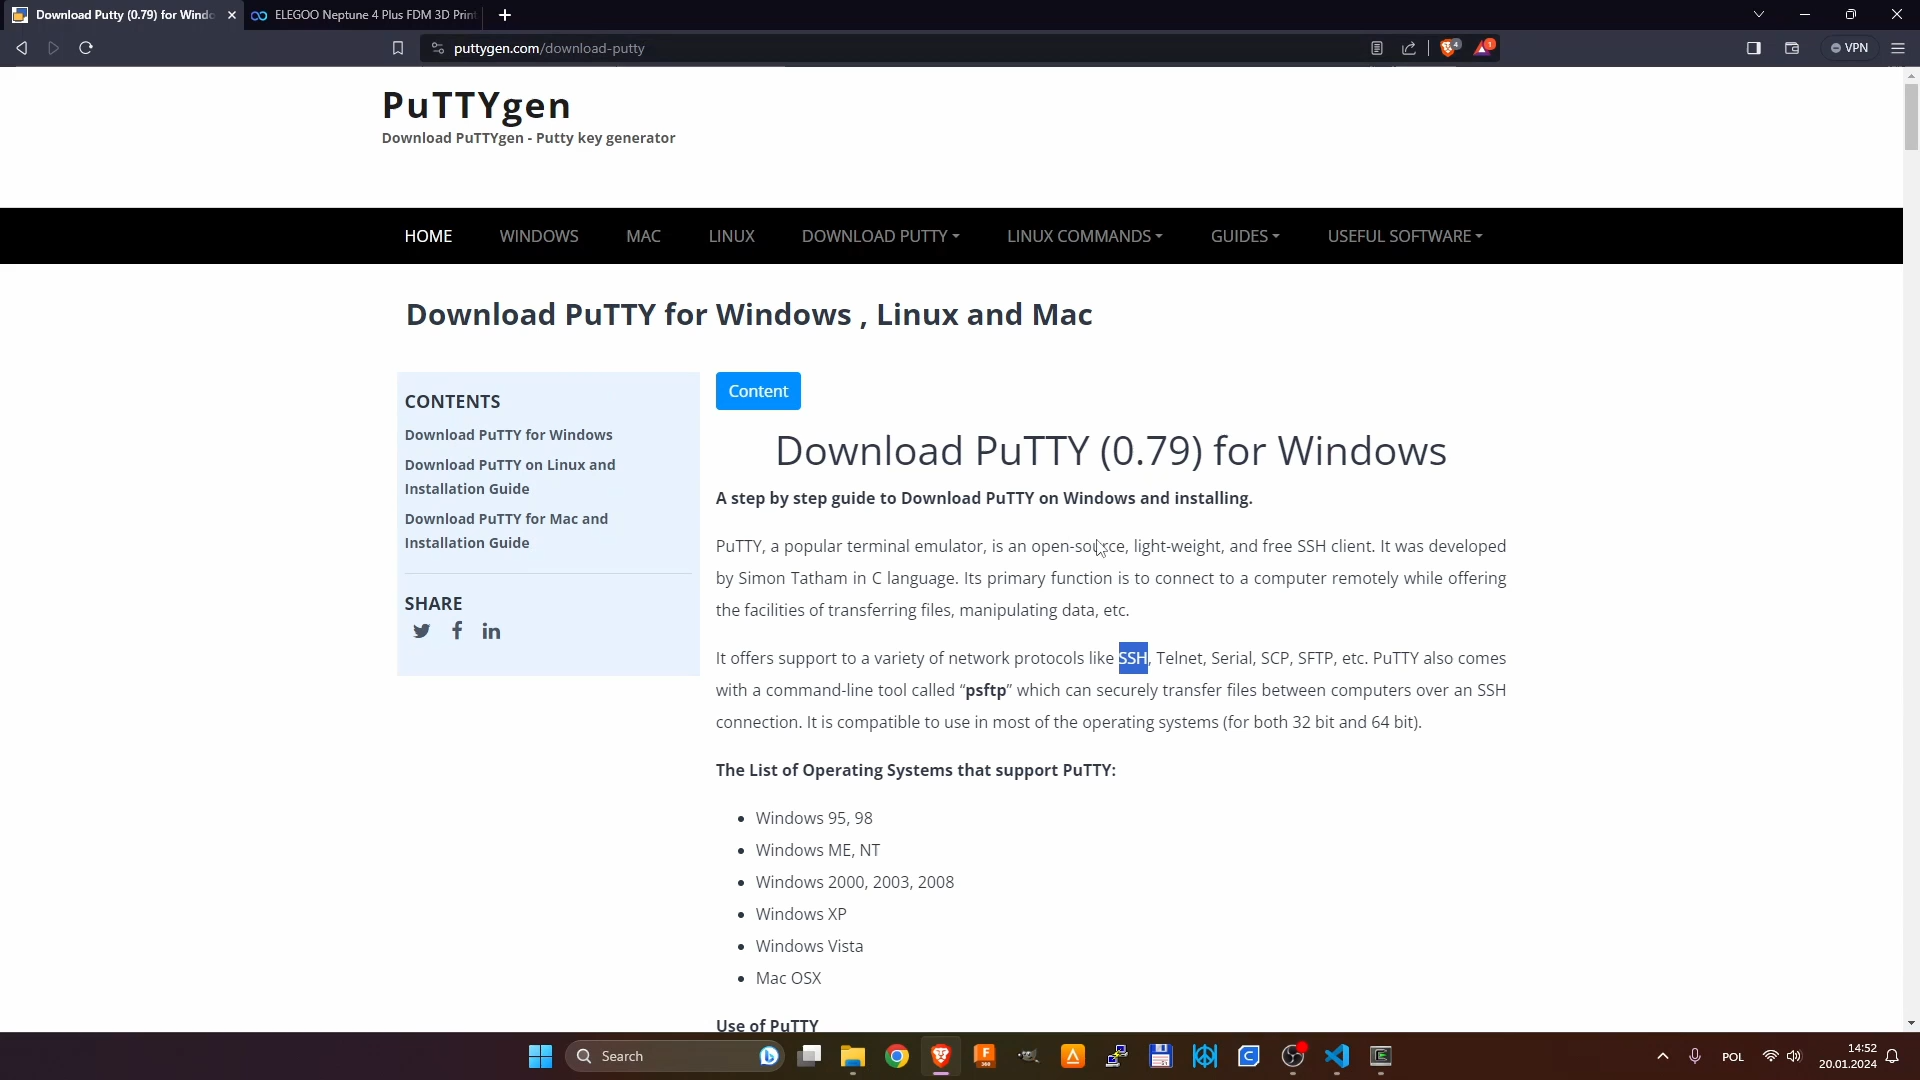 Download Putty (0.79) for Windo
ELEGOO Neptune 4 Plus FDM 3D Print
puttygen.com/download-putty
4
1
VPN
PuTTYgen
Download PuTTYgen - Putty key generator
HOME
WINDOWS
MAC
LINUX
DOWNLOAD PUTTY
LINUX COMMANDS
GUIDES
USEFUL SOFTWARE
Download PuTTY for Windows , Linux and Mac
CONTENTS
Download PuTTY for Windows
Download PuTTY on Linux and
Installation Guide
Download PuTTY for Mac and
Installation Guide
SHARE
Content
Download PuTTY (0.79) for Windows
A step by step guide to Download PuTTY on Windows and installing.
PuTTY, a popular terminal emulator, is an open-source, light-weight, and free SSH client. It was developed
by Simon Tatham in C language. Its primary function is to connect to a computer remotely while offering
the facilities of transferring files, manipulating data, etc.
It offers support to a variety of network protocols like SSH, Telnet, Serial, SCP, SFTP, etc. PuTTY also comes
with a command-line tool called “psftp” which can securely transfer files between computers over an SSH
connection. It is compatible to use in most of the operating systems (for both 32 bit and 64 bit).
The List of Operating Systems that support PuTTY:
Windows 95, 98
Windows ME, NT
Windows 2000, 2003, 2008
Windows XP
Windows Vista
Mac OSX
Use of PuTTY
Search
POL
14:52
20.01.2024